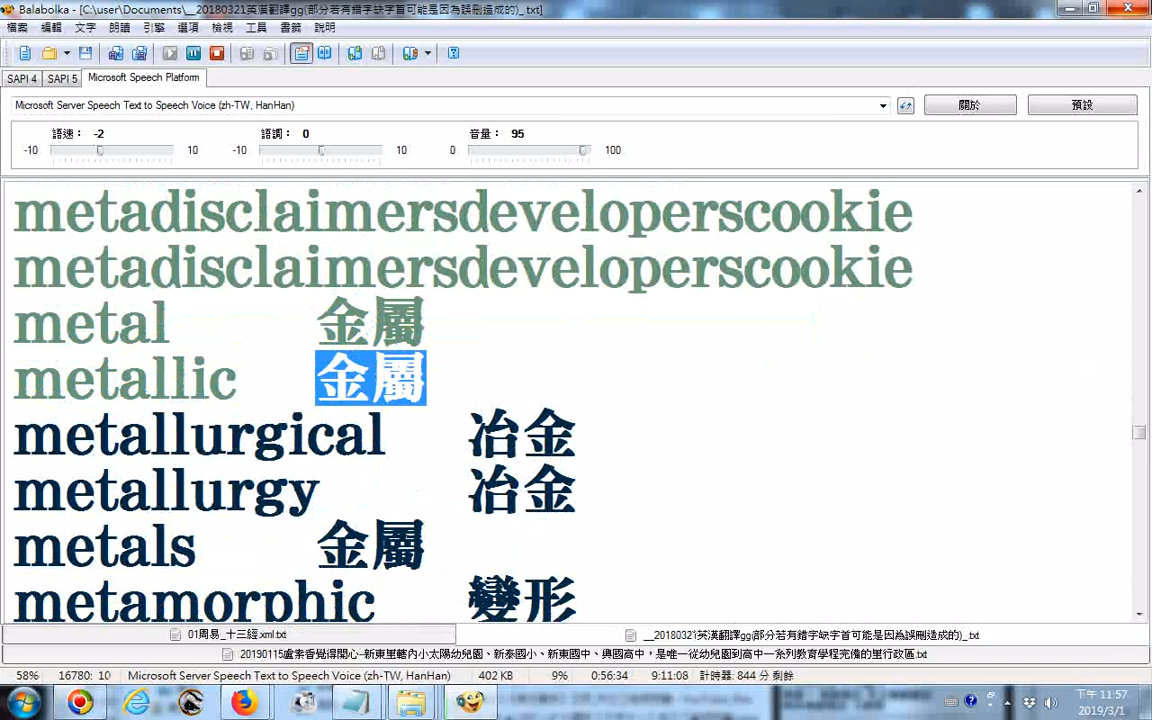 Balabolka - [C:\user\Documents\__20180321英漢翻譯gg(部分若有錯字缺字首可能是因為誤刪造成的)_.txt]
檔案 編輯 文字 朗讀 引擎 選項 檢視 工具 書籤 說明
SAPI 4 SAPI 5 Microsoft Speech Platform
Microsoft Server Speech Text to Speech Voice (zh-TW, HanHan) 關於 預設
語速： -2 語調： 0 音量： 95
-10 10 -10 10 0 100
metadisclaimersdeveloperscookie
metadisclaimersdeveloperscookie
metal 金屬
metallic 金屬
metallurgical 冶金
metallurgy 冶金
metals 金屬
metamorphic 變形
01周易_十三經.xml.txt __20180321英漢翻譯gg(部分若有錯字缺字首可能是因為誤刪造成的)_.txt
20190115盧素香覺得開心-新東里轄內小太陽幼兒園、新泰國小、新東國中、興國高中，是唯一從幼兒園到高中一系列教育學程完備的里行政區.txt
58% 16780: 10 Microsoft Server Speech Text to Speech Voice (zh-TW, HanHan) 402 KB 9% 0:56:34 9:11:08 計時器: 844 分 剩餘
下午 11:57
2019/3/1